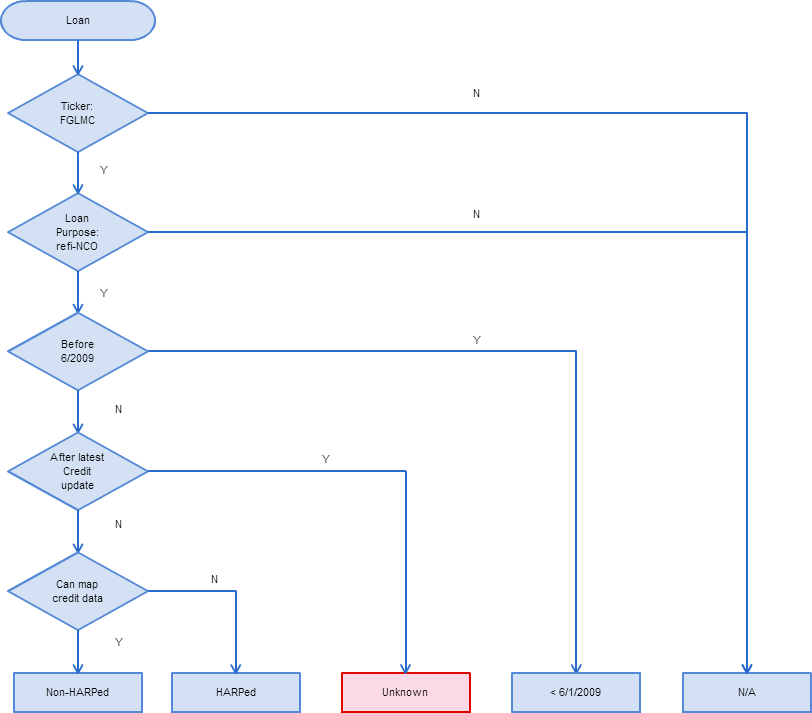 Loan
Ticker:
FGLMC
N
Y
Loan
Purpose:
refi-NCO
N
Y
Before
6/2009
Y
N
After latest
Credit
update
Y
N
Can map
credit data
N
Y
Non-HARPed
HARPed
Unknown
< 6/1/2009
N/A